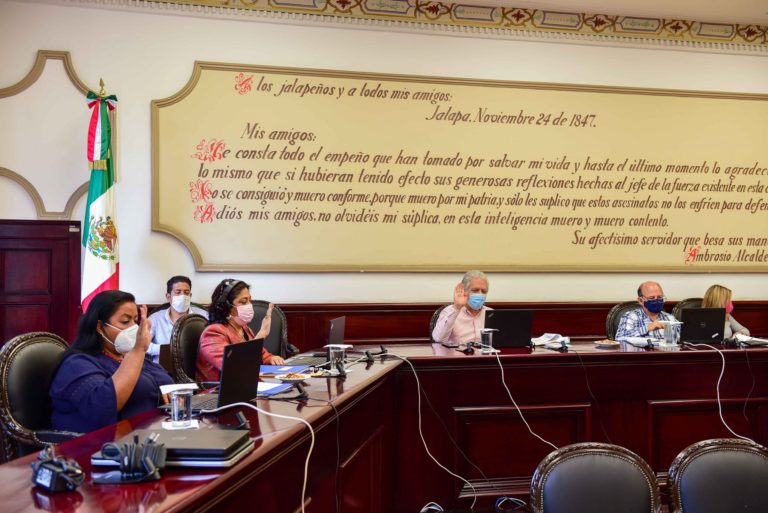 A los jalapeños y a todos mis amigos:
Jalapa, Noviembre 24 de 1847.
Mis amigos:
Me consta todo el empeño que han tomado por salvar mi vida y hasta el último momento lo agradec
lo mismo que si hubieran tenido efecto sus generosas reflexiones hechas al jefe de la fuerza existente en esta c
No se consiguió y muero conforme, porque muero por mi patria, y sólo les suplico que estos asesinatos no los enfríen para defen
Adiós mis amigos, no olvidéis mi súplica, en esta inteligencia muero y muero contento.
Su afectísimo servidor que besa sus man
Ambrosio Alcalde